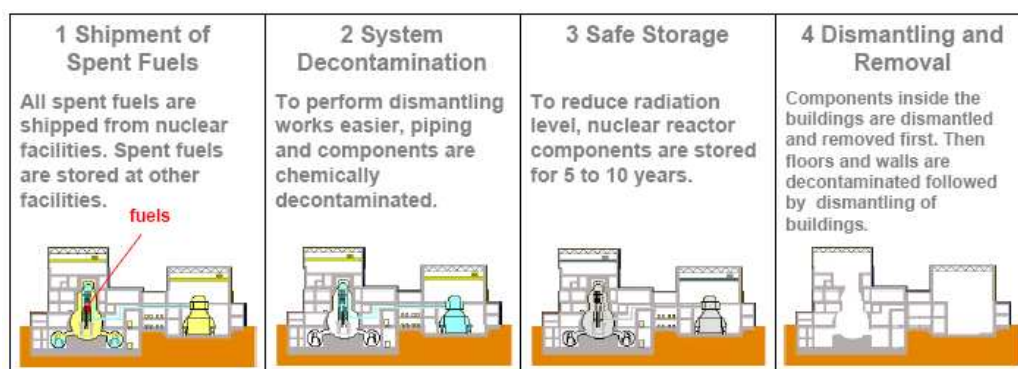 1 Shipment of
Spent Fuels
All spent fuels are
shipped from nuclear
facilities. Spent fuels
are stored at other
facilities.
fuels
2 System
Decontamination
To perform dismantling
works easier, piping
and components are
chemically
decontaminated.
3 Safe Storage
To reduce radiation
level, nuclear reactor
components are stored
for 5 to 10 years.
4 Dismantling and
Removal
Components inside the
buildings are dismantled
and removed first. Then
floors and walls are
decontaminated followed
by dismantling of
buildings.